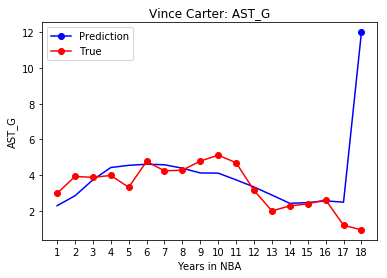 Vince Carter: AST_G
Prediction
True
AST_G
12
10
8
6
4
2
1 2 3 4 5 6 7 8 9 10 11 12 13 14 15 16 17 18
Years in NBA